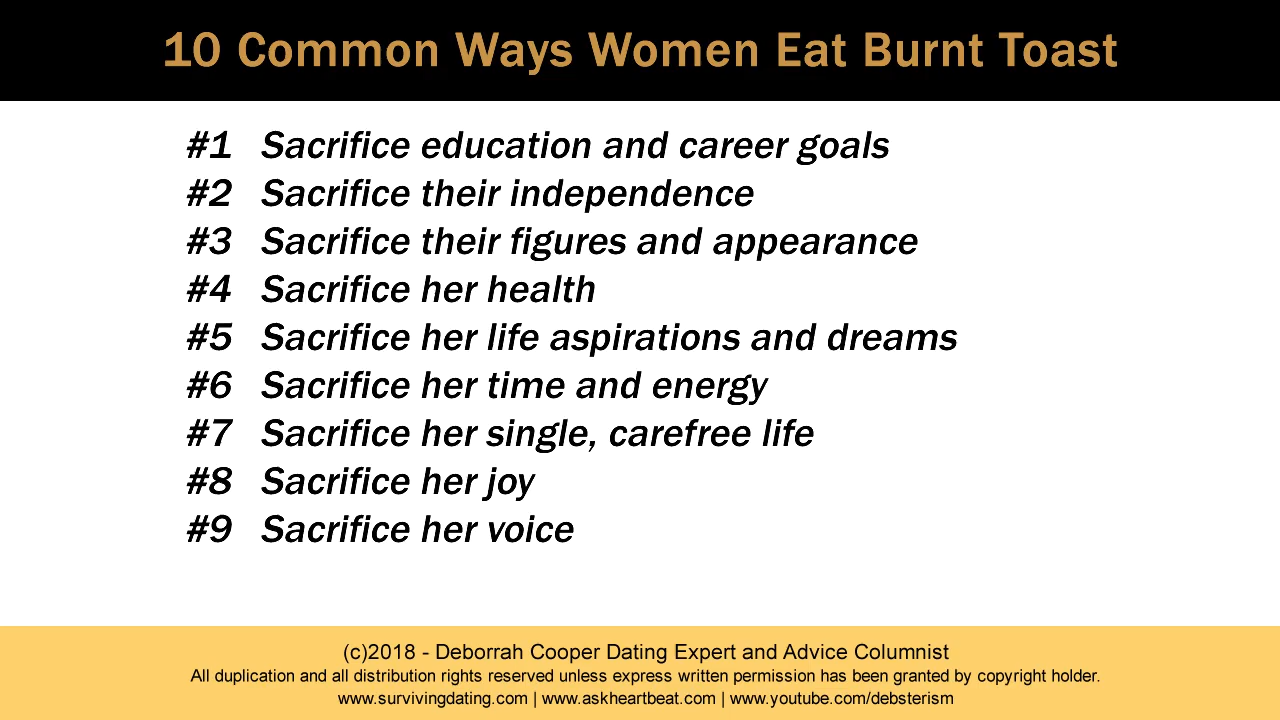 10 Common Ways Women Eat Burnt Toast
#1 Sacrifice education and career goals
#2 Sacrifice their independence
#3 Sacrifice their figures and appearance
#4 Sacrifice her health
#5 Sacrifice her life aspirations and dreams
#6 Sacrifice her time and energy
#7 Sacrifice her single, carefree life
#8 Sacrifice her joy
#9 Sacrifice her voice
(c)2018 - Deborrah Cooper Dating Expert and Advice Columnist
All duplication and all distribution rights reserved unless express written permission has been granted by copyright holder.
www.survivingdating.com | www.askheartbeat.com | www.youtube.com/debsterism